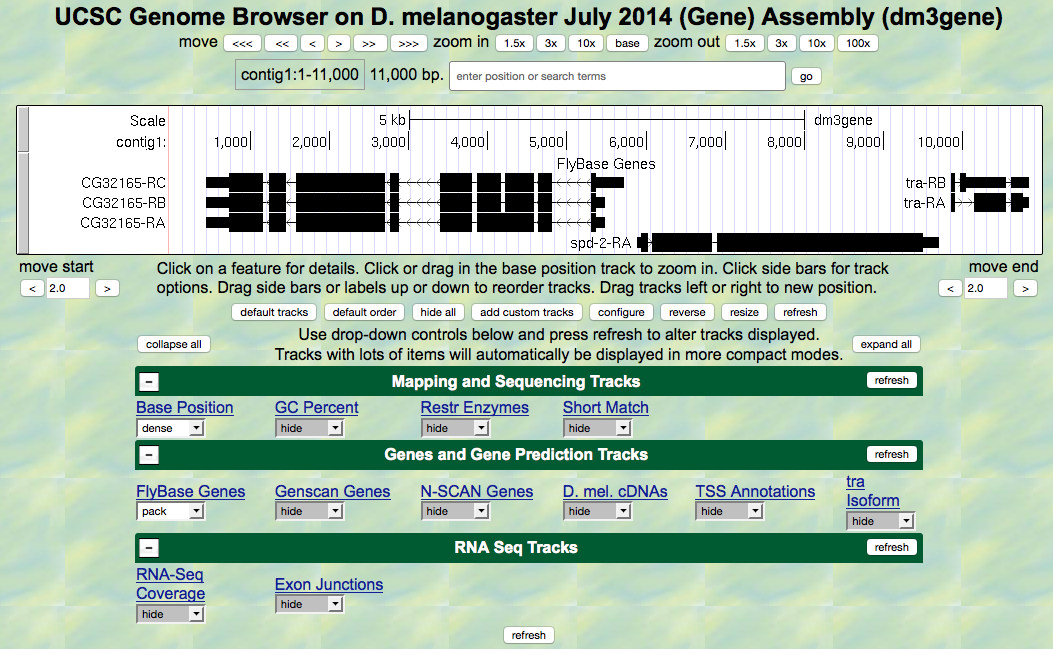 UCSC Genome Browser on D. melanogaster July 2014 (Gene) Assembly (dm3gene)
move <<< << < > >> >>> zoom in 1.5x 3x 10x base zoom out 1.5x 3x 10x 100x
contig1:1-11,000 11,000 bp. enter position or search terms go
Scale 5 kb dm3gene
contig1: 1,000 2,000 3,000 4,000 5,000 6,000 7,000 8,000 9,000 10,000
FlyBase Genes
CG32165-RC tra-RB
CG32165-RB tra-RA
CG32165-RA
spd-2-RA
move start Click on a feature for details. Click or drag in the base position track to zoom in. Click side bars for track move end
< 2.0 > options. Drag side bars or labels up or down to reorder tracks. Drag tracks left or right to new position. < 2.0 >
default tracks default order hide all add custom tracks configure reverse resize refresh
collapse all Use drop-down controls below and press refresh to alter tracks displayed. expand all
Tracks with lots of items will automatically be displayed in more compact modes.
- Mapping and Sequencing Tracks refresh
Base Position GC Percent Restr Enzymes Short Match
dense hide hide hide
- Genes and Gene Prediction Tracks refresh
FlyBase Genes Genscan Genes N-SCAN Genes D. mel. cDNAs TSS Annotations tra Isoform
pack hide hide hide hide hide
- RNA Seq Tracks refresh
RNA-Seq Coverage Exon Junctions
hide hide
refresh